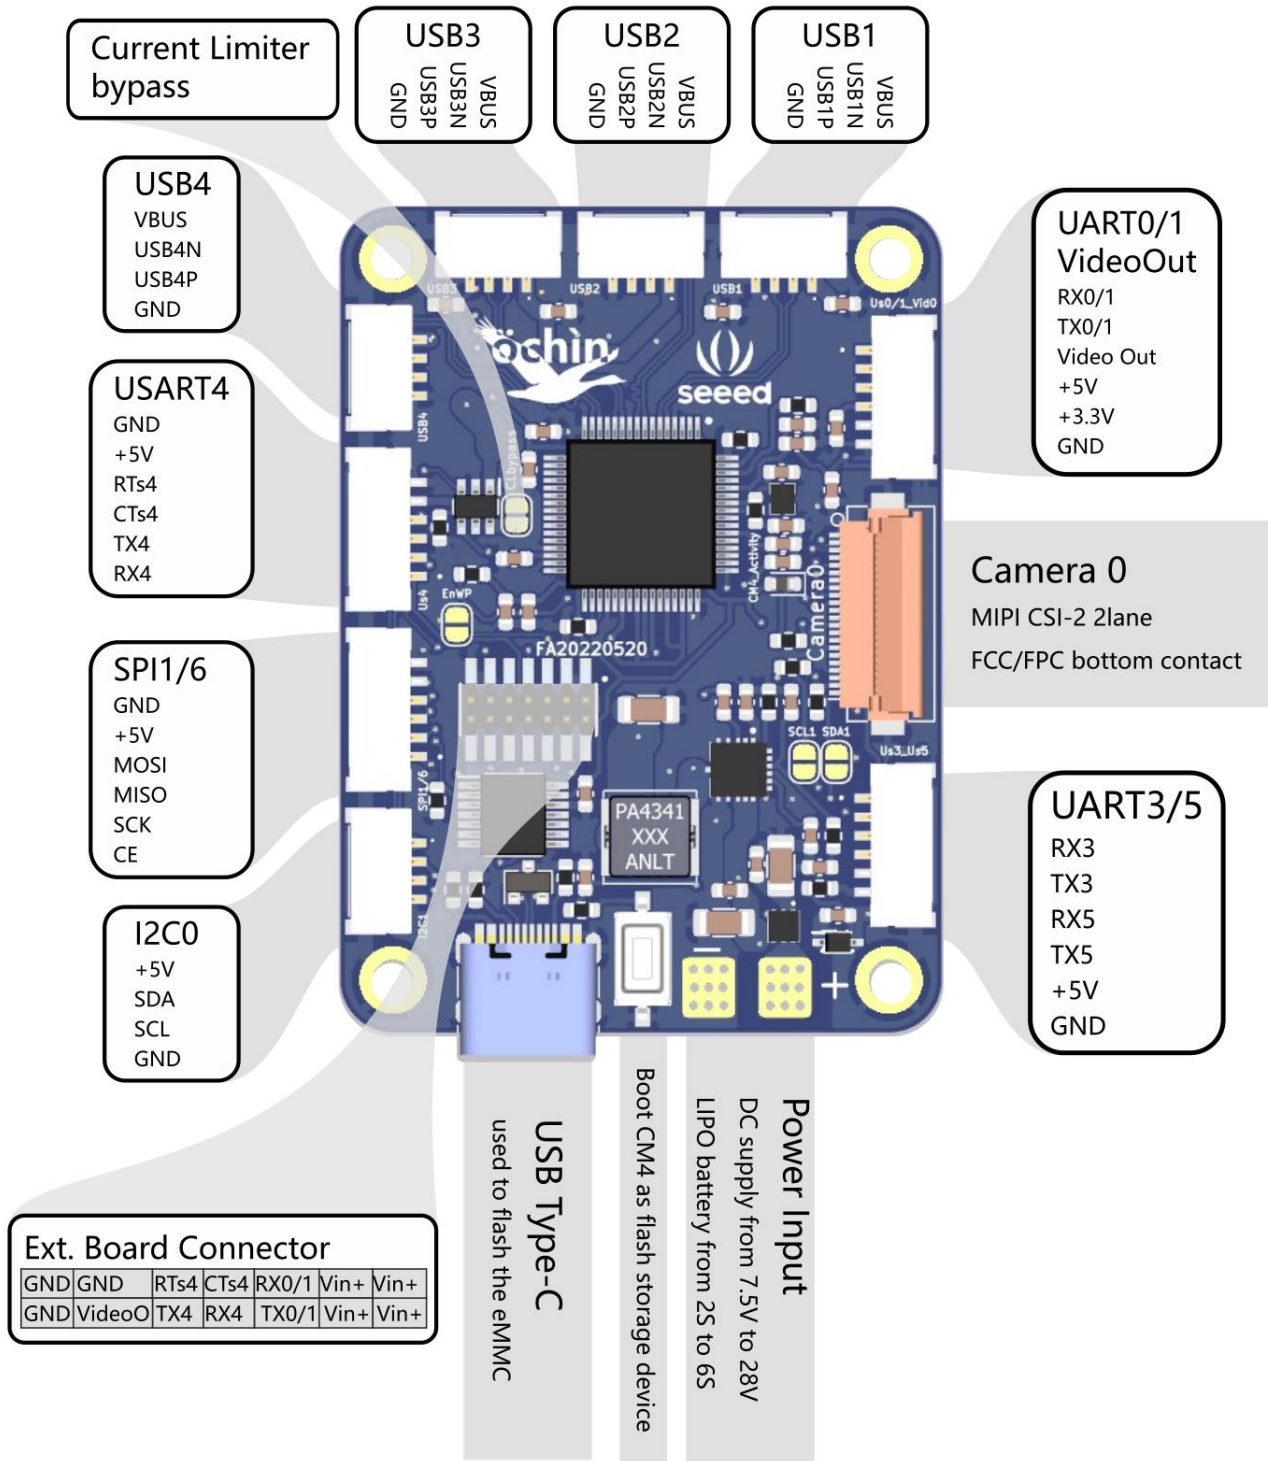 Current Limiter
bypass
USB3
GND
USB3P
USB3N
VBUS
USB2
GND
USB2P
USB2N
VBUS
USB1
GND
USB1P
USB1N
VBUS
USB4
VBUS
USB4N
USB4P
GND
USART4
GND
+5V
RTs4
CTs4
TX4
RX4
SPI1/6
GND
+5V
MOSI
MISO
SCK
CE
I2C0
+5V
SDA
SCL
GND
UART0/1
VideoOut
RX0/1
TX0/1
Video Out
+5V
+3.3V
GND
Camera 0
MIPI CSI-2 2lane
FCC/FPC bottom contact
UART3/5
RX3
TX3
RX5
TX5
+5V
GND
USB3
USB2
USB1
Us0/1_Vid0
öchìn
seeed
USB4
CLbypass
CM4_Activity
Camera0
Us4
EnWP
FA20220520
SCL1 SDA1
Us3_Us5
SPI1/6
PA4341
XXX
ANLT
I2C1
− +
Ext. Board Connector
GND GND RTs4 CTs4 RX0/1 Vin+ Vin+
GND VideoO TX4 RX4 TX0/1 Vin+ Vin+
USB Type-C
used to flash the eMMC
Boot CM4 as flash storage device
Power Input
DC supply from 7.5V to 28V
LIPO battery from 2S to 6S